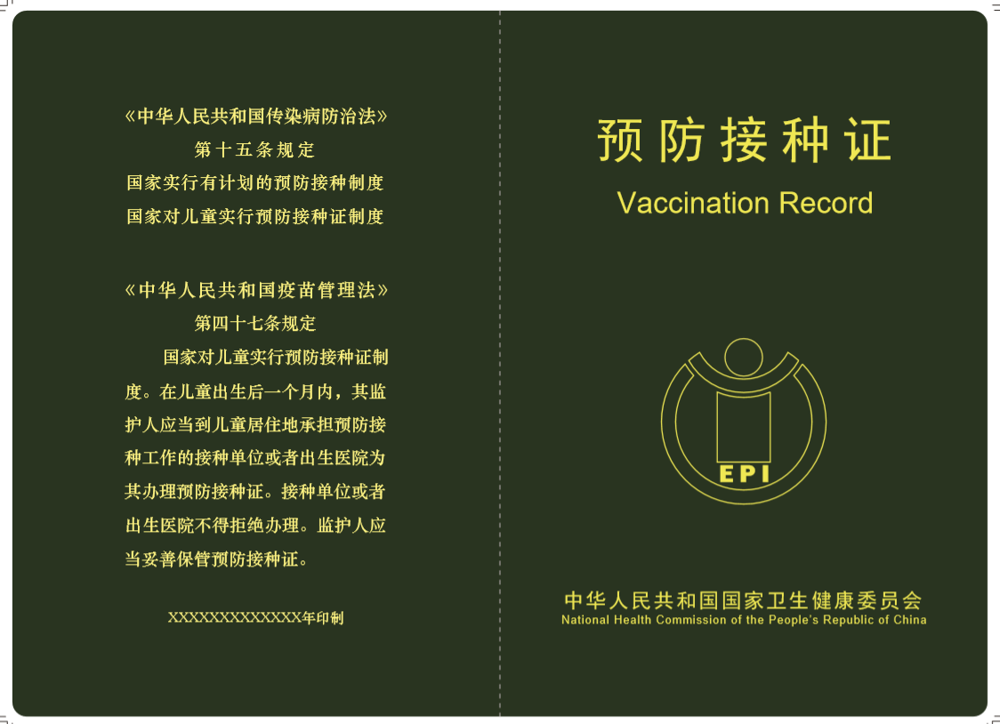 《中华人民共和国传染病防治法》
第十五条规定
国家实行有计划的预防接种制度
国家对儿童实行预防接种证制度
《中华人民共和国疫苗管理法》
第四十七条规定
国家对儿童实行预防接种证制
度。在儿童出生后一个月内，其监
护人应当到儿童居住地承担预防接
种工作的接种单位或者出生医院为
其办理预防接种证。接种单位或者
出生医院不得拒绝办理。监护人应
当妥善保管预防接种证。
XXXXXXXXXXXXX年印制
预防接种证
Vaccination Record
EPI
中华人民共和国国家卫生健康委员会
National Health Commission of the People's Republic of China